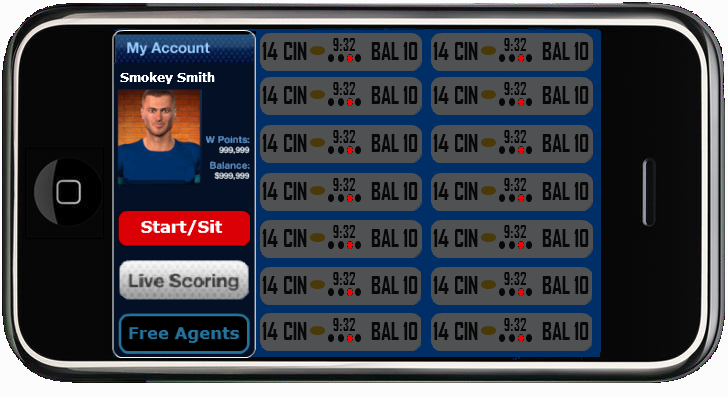 My Account
Smokey Smith
W Points:
999,999
Balance:
$999,999
Start/Sit
Live Scoring
Free Agents
14 CIN 9:32 BAL 10 14 CIN 9:32 BAL 10
14 CIN 9:32 BAL 10 14 CIN 9:32 BAL 10
14 CIN 9:32 BAL 10 14 CIN 9:32 BAL 10
14 CIN 9:32 BAL 10 14 CIN 9:32 BAL 10
14 CIN 9:32 BAL 10 14 CIN 9:32 BAL 10
14 CIN 9:32 BAL 10 14 CIN 9:32 BAL 10
14 CIN 9:32 BAL 10 14 CIN 9:32 BAL 10